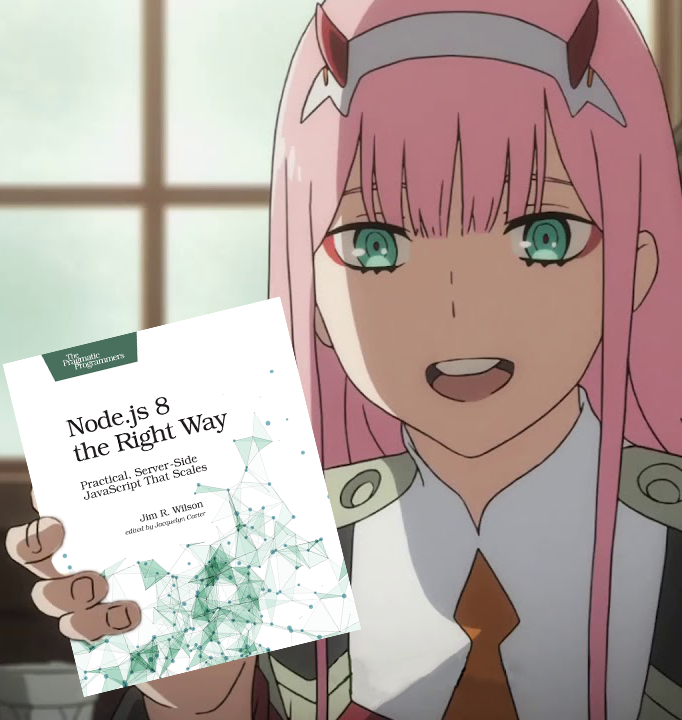 The
Pragmatic
Programmers
Node.js 8
the Right Way
Practical, Server-Side
JavaScript That Scales
Jim R. Wilson
edited by Jacquelyn Carter